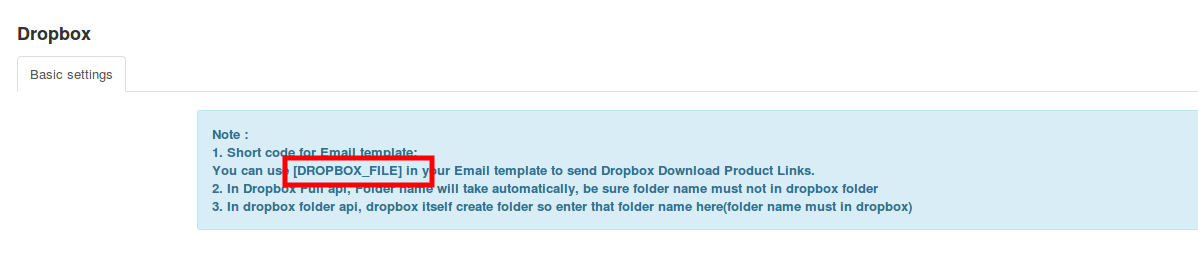 Dropbox
Basic settings
Note :
1. Short code for Email template:
You can use [DROPBOX_FILE] in your Email template to send Dropbox Download Product Links.
2. In Dropbox Full api, Folder name will take automatically, be sure folder name must not in dropbox folder
3. In dropbox folder api, dropbox itself create folder so enter that folder name here(folder name must in dropbox)